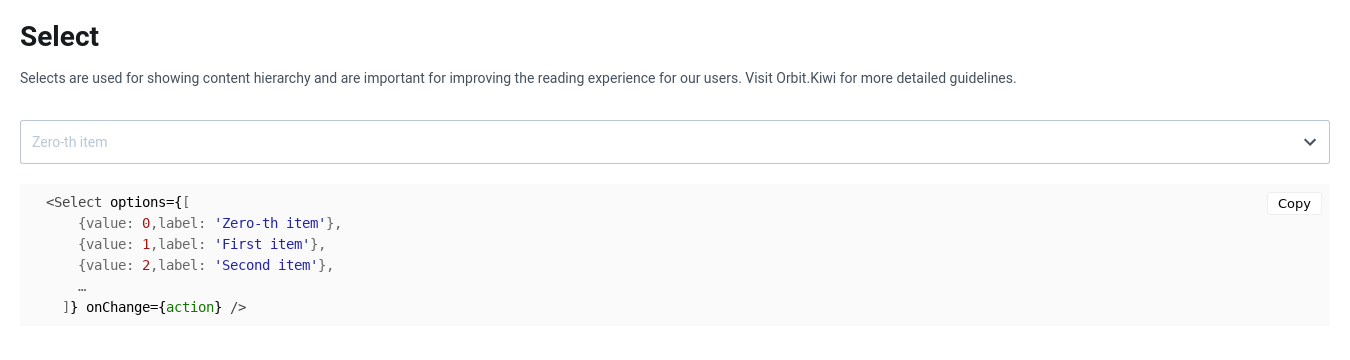 Select
Selects are used for showing content hierarchy and are important for improving the reading experience for our users. Visit Orbit.Kiwi for more detailed guidelines.
Zero-th item
<Select options={[
{value: 0,label: 'Zero-th item'},
{value: 1,label: 'First item'},
{value: 2,label: 'Second item'},
…
]} onChange={action} />
Copy